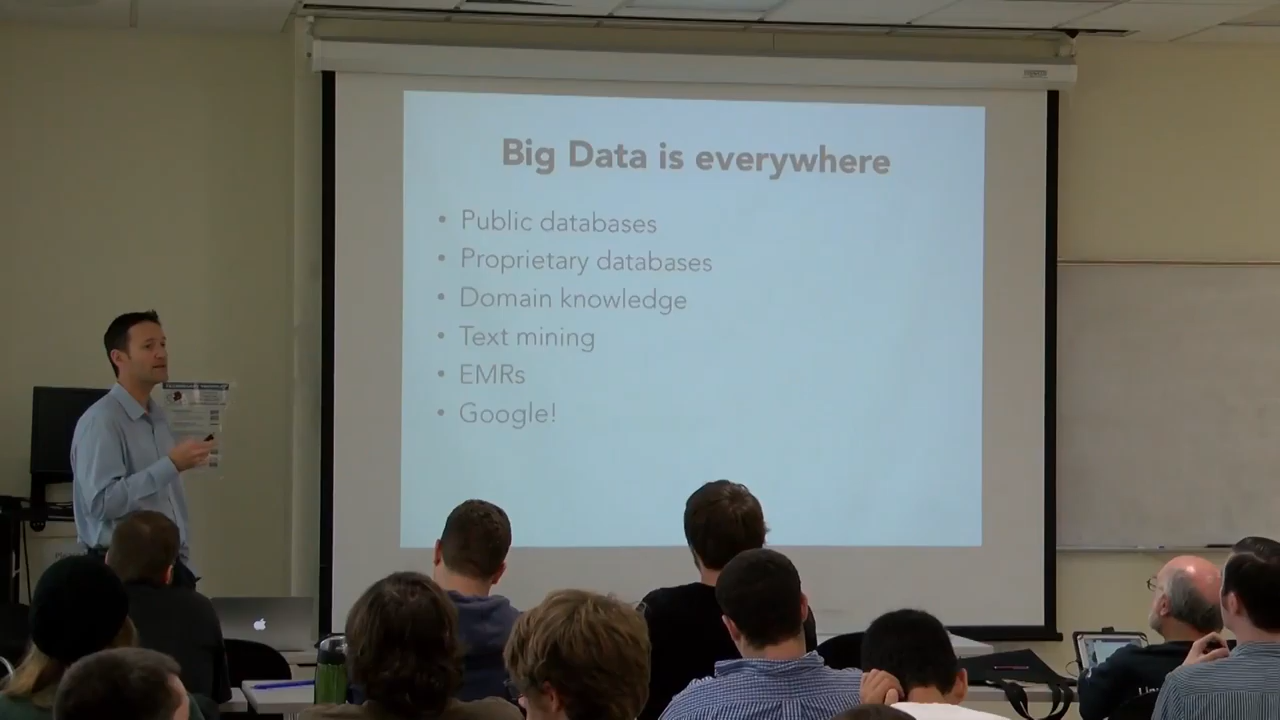 Big Data is everywhere
• Public databases
• Proprietary databases
• Domain knowledge
• Text mining
• EMRs
• Google!